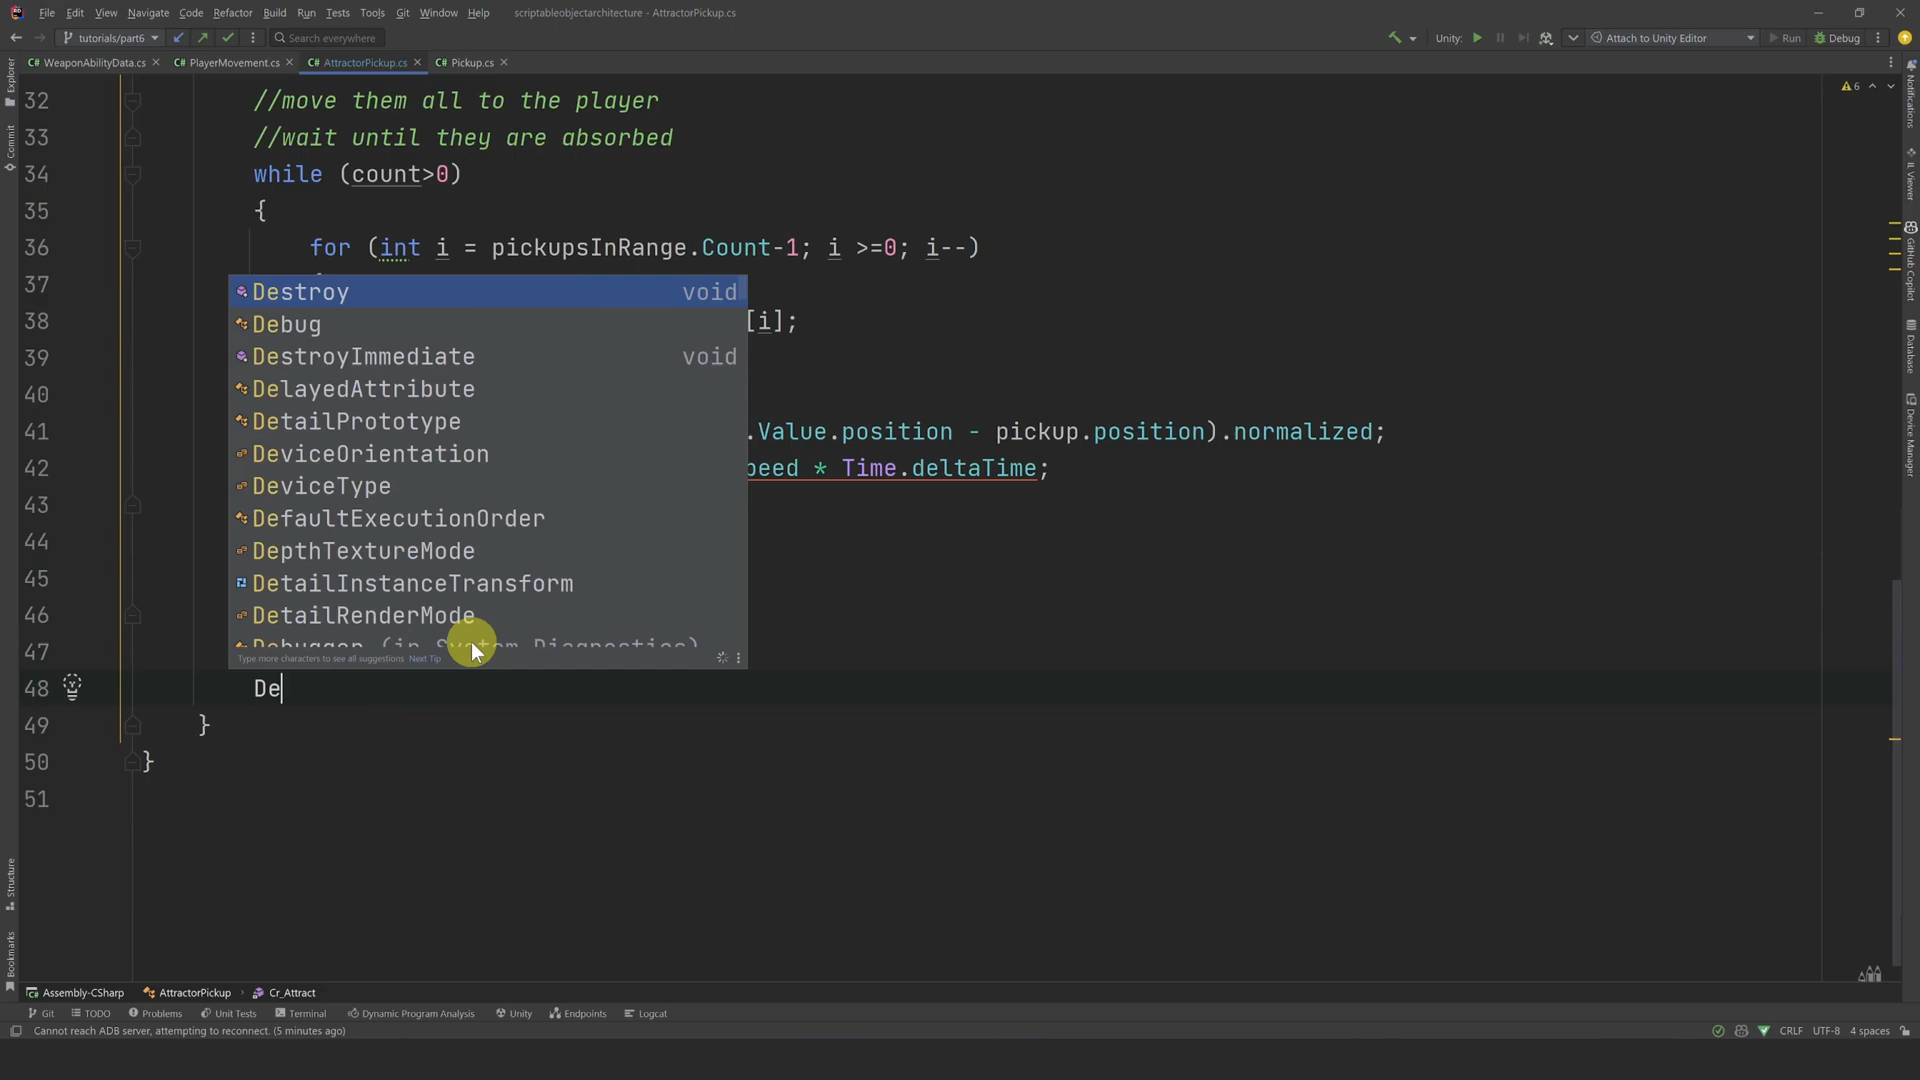 File Edit View Navigate Code Refactor Build Run Tests Tools Git Window Help scriptableobjectarchitecture - AttractorPickup.cs
tutorials/part6 Search everywhere Unity: Attach to Unity Editor Run Debug
C# WeaponAbilityData.cs C# PlayerMovement.cs C# AttractorPickup.cs C# Pickup.cs
Explorer
Commit
Structure
Bookmarks
6
32 //move them all to the player
33 //wait until they are absorbed
34 while (count>0)
35 {
36 for (int i = pickupsInRange.Count-1; i >=0; i--)
37
Destroy void
Debug
38 [i];
39
DestroyImmediate void
DelayedAttribute
40
DetailPrototype
41 .Value.position - pickup.position).normalized;
DeviceOrientation
42 peed * Time.deltaTime;
DeviceType
43
DefaultExecutionOrder
44
DepthTextureMode
45
DetailInstanceTransform
46
DetailRenderMode
47
Debugger (in System.Diagnostics)
Type more characters to see all suggestions Next Tip
48 De
49 }
50 }
51
Notifications
IL Viewer
GitHub Copilot
Database
Device Manager
Assembly-CSharp AttractorPickup Cr_Attract
Git TODO Problems Unit Tests Terminal Dynamic Program Analysis Unity Endpoints Logcat
Cannot reach ADB server, attempting to reconnect. (5 minutes ago) CRLF UTF-8 4 spaces